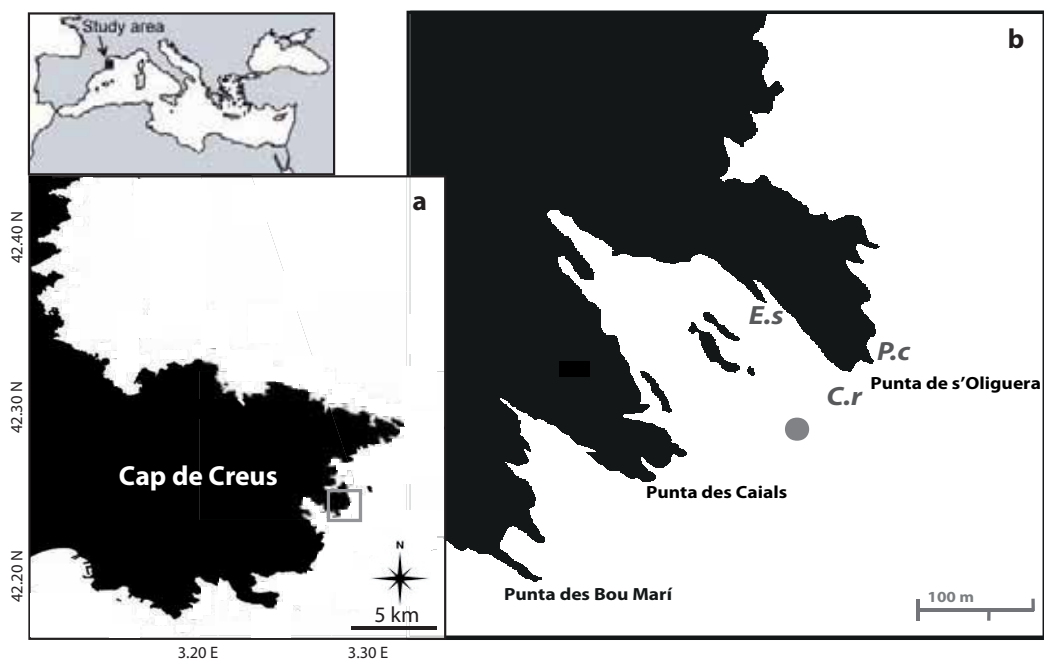 Study area
b
a
42.40 N
E.s
P.c
Punta de s'Oliguera
C.r
42.30 N
Cap de Creus
Punta des Caials
N
42.20 N
Punta des Bou Marí
100 m
5 km
3.20 E
3.30 E